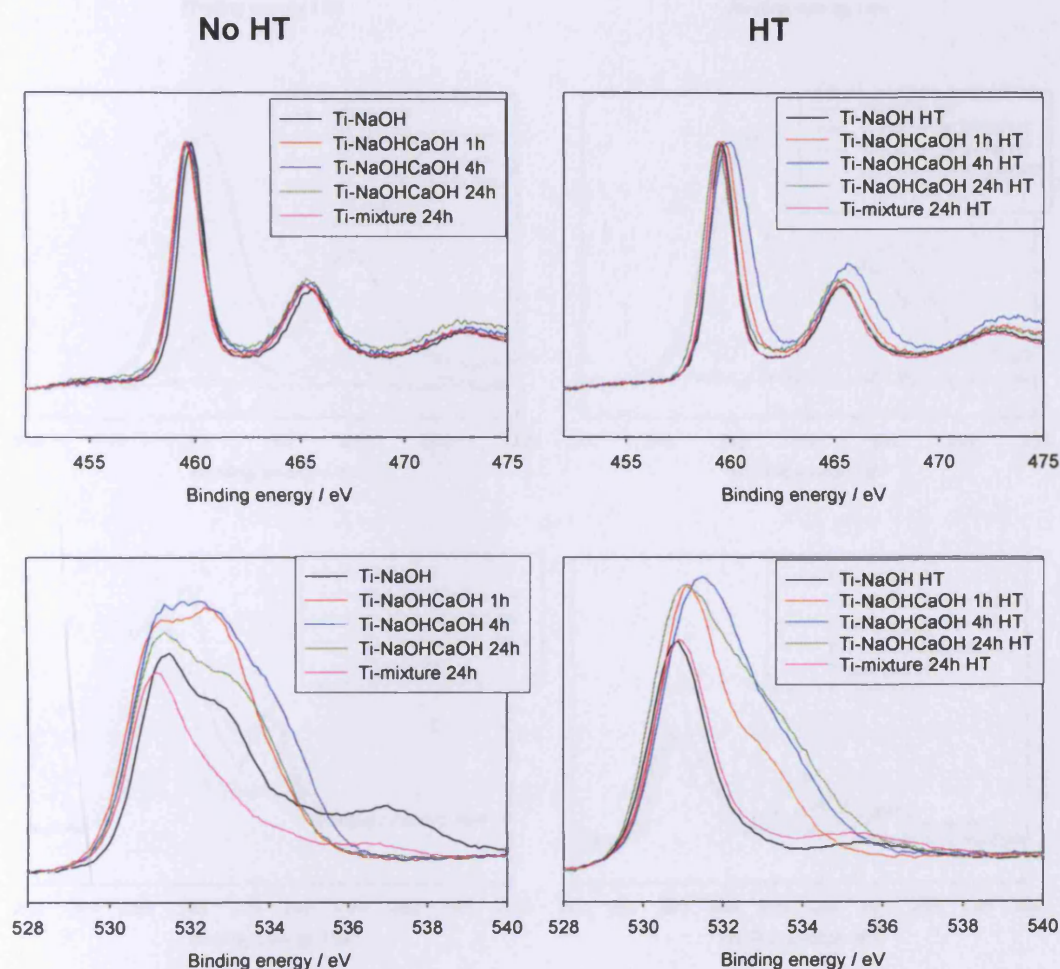 No HT
HT
Ti-NaOH
Ti-NaOHCaOH 1h
Ti-NaOHCaOH 4h
Ti-NaOHCaOH 24h
Ti-mixture 24h
455 460 465 470 475
Binding energy / eV
Ti-NaOH HT
Ti-NaOHCaOH 1h HT
Ti-NaOHCaOH 4h HT
Ti-NaOHCaOH 24h HT
Ti-mixture 24h HT
455 460 465 470 475
Binding energy / eV
Ti-NaOH
Ti-NaOHCaOH 1h
Ti-NaOHCaOH 4h
Ti-NaOHCaOH 24h
Ti-mixture 24h
528 530 532 534 536 538 540
Binding energy / eV
Ti-NaOH HT
Ti-NaOHCaOH 1h HT
Ti-NaOHCaOH 4h HT
Ti-NaOHCaOH 24h HT
Ti-mixture 24h HT
528 530 532 534 536 538 540
Binding energy / eV